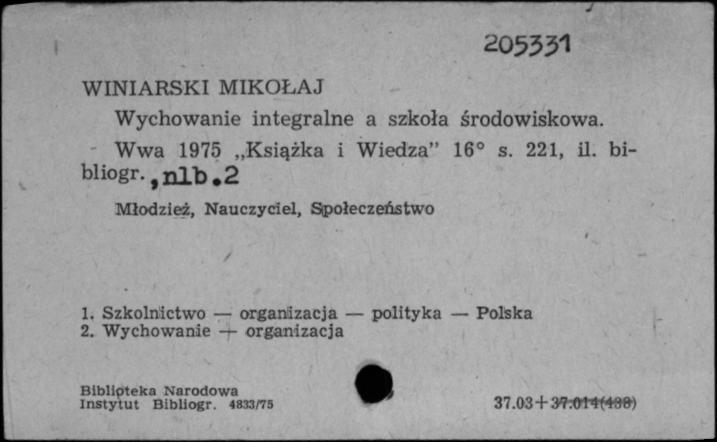 205331
WINIARSKI MIKOŁAJ
Wychowanie integralne a szkoła środowiskowa.
Wwa 1975 „Książka i Wiedza” 16° s. 221, il. bi-
bliogr. , nlb.2
Młodzież, Nauczyciel, Społeczeństwo
1. Szkolnictwo — organizacja — polityka — Polska
2. Wychowanie — organizacja
Biblioteka Narodowa
Instytut Bibliogr. 4833/75
37.03+37.014(438)